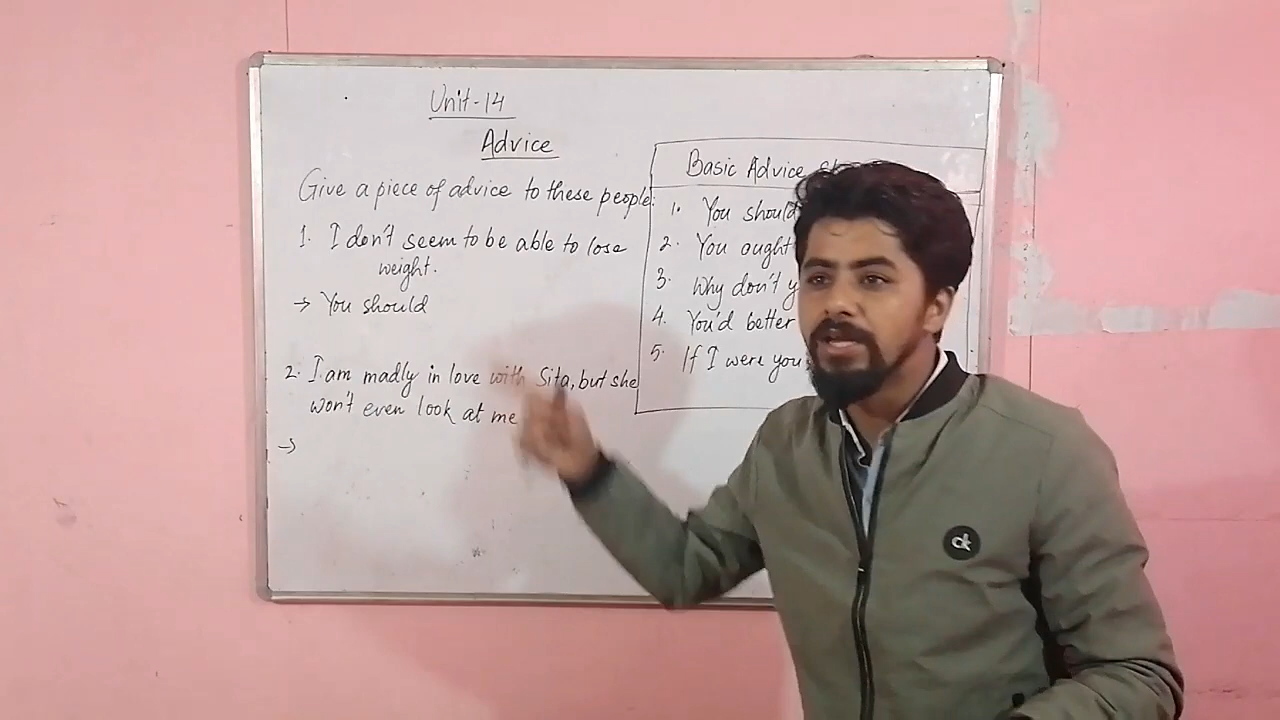 Unit-14
Advice
Give a piece of advice to these people:
1. I don't seem to be able to lose
weight.
→ You should
2. I am madly in love with Sita, but she
won't even look at me
→
Basic Advice
1. You should
2. You ought
3. Why don't y
4. You'd better
5. If I were you
ck